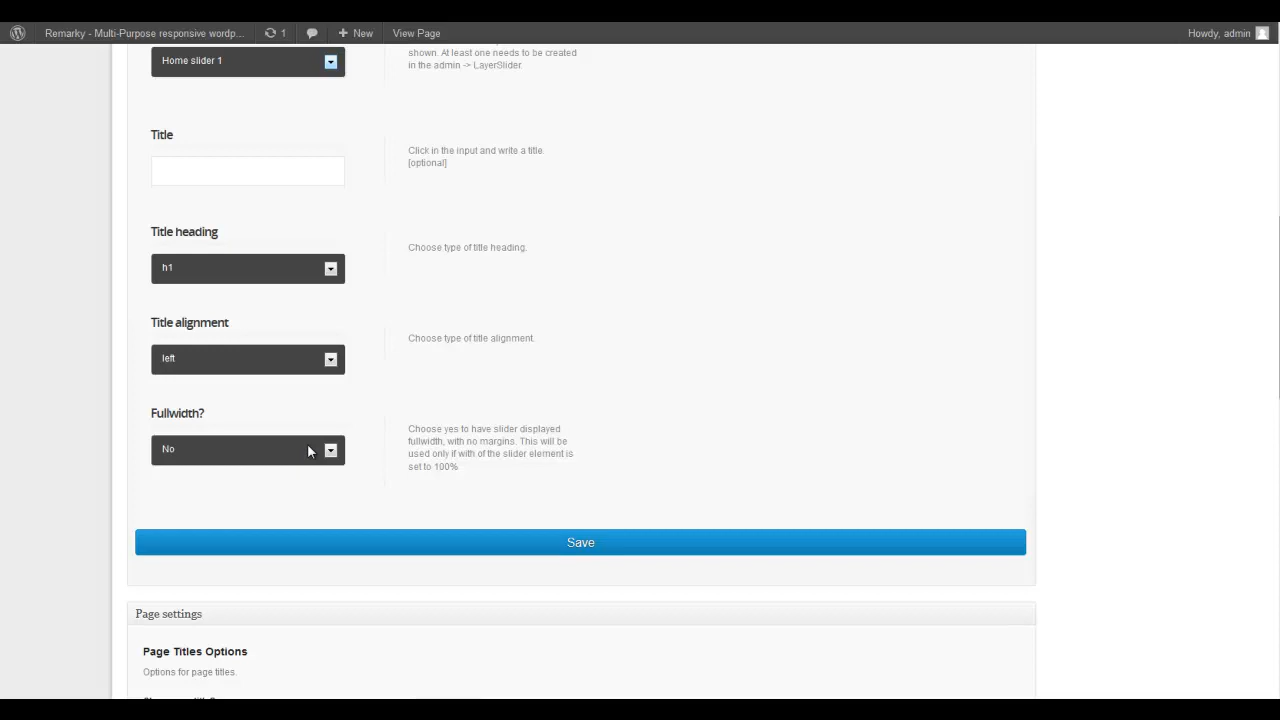 Remarky - Multi-Purpose responsive wordp... 1 New View Page Howdy, admin
Home slider 1
shown. At least one needs to be created
in the admin -> LayerSlider.
Title
Click in the input and write a title.
[optional]
Title heading
h1
Choose type of title heading.
Title alignment
left
Choose type of title alignment.
Fullwidth?
No
Choose yes to have slider displayed
fullwidth, with no margins. This will be
used only if with of the slider element is
set to 100%
Save
Page settings
Page Titles Options
Options for page titles.